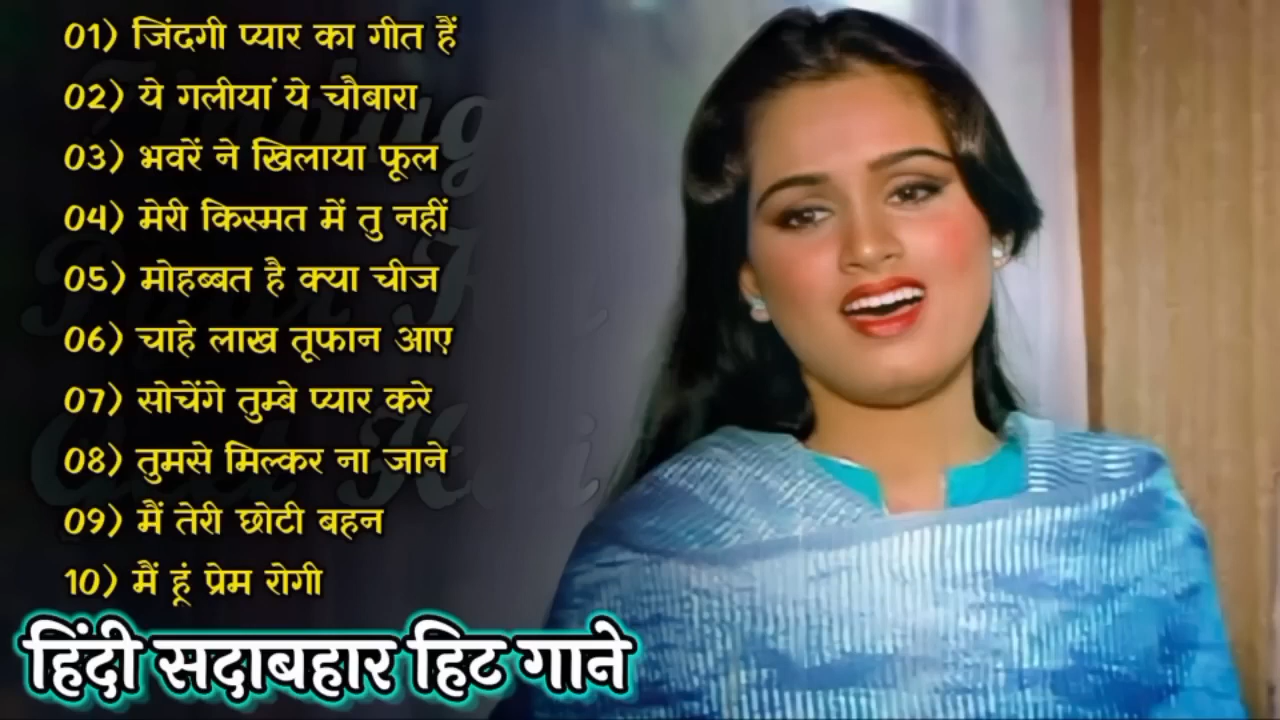 01) जिंदगी प्यार का गीत हैं
02) ये गलीयां ये चौबारा
03) भवरें ने खिलाया फूल
04) मेरी किस्मत में तु नहीं
05) मोहब्बत है क्या चीज
06) चाहे लाख तूफान आए
07) सोचेंगे तुम्बे प्यार करे
08) तुमसे मिल्कर ना जाने
09) मैं तेरी छोटी बहन
10) मैं हूं प्रेम रोगी
हिंदी सदाबहार हिट गाने